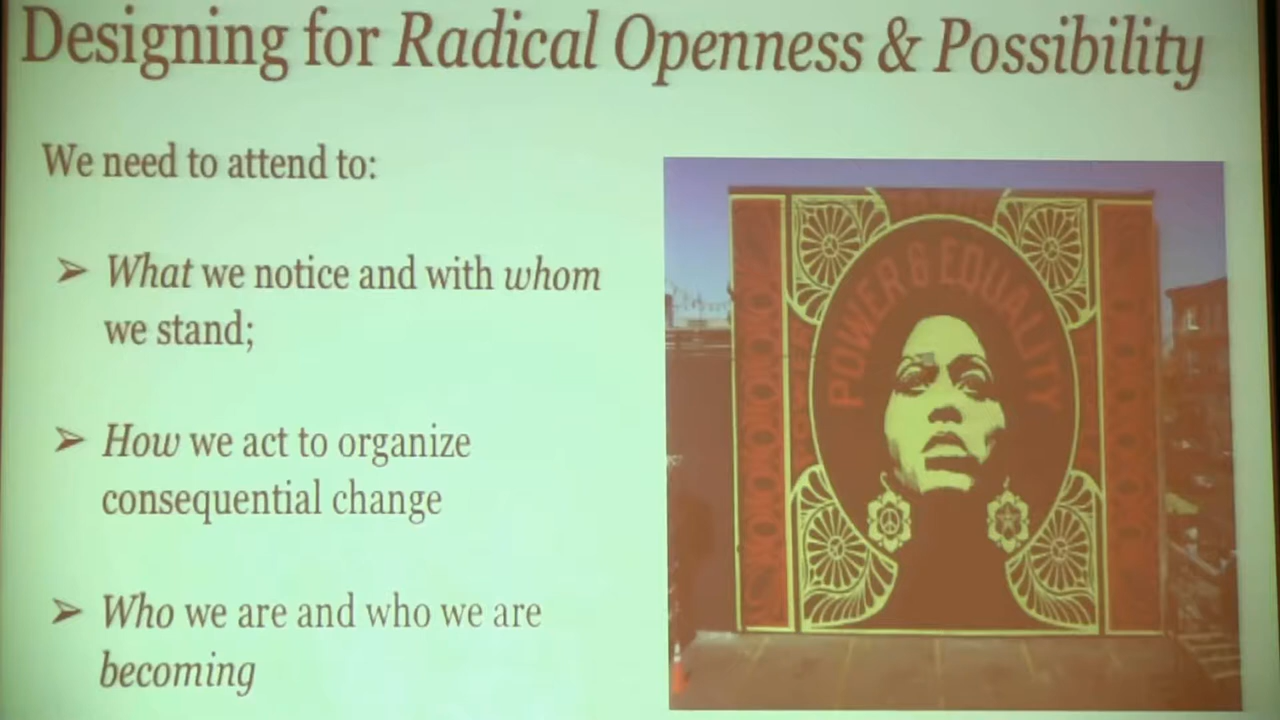 Designing for Radical Openness & Possibility
We need to attend to:
➢ What we notice and with whom
we stand;
➢ How we act to organize
consequential change
➢ Who we are and who we are
becoming
POWER & EQUALITY